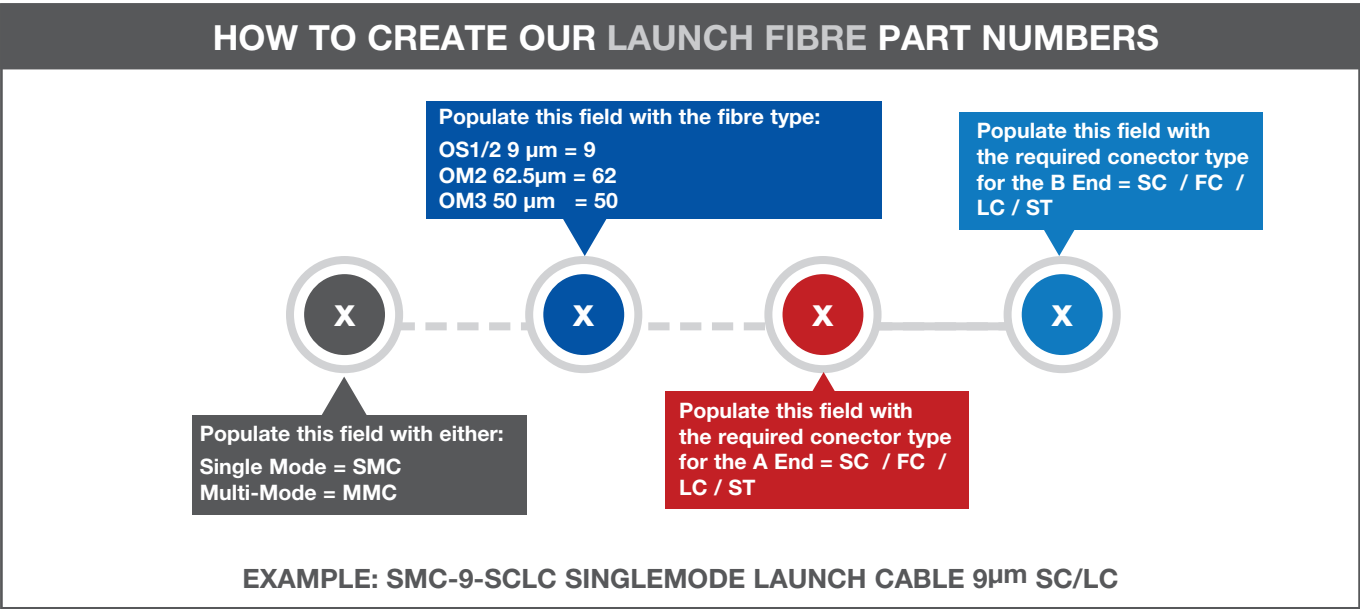 HOW TO CREATE OUR LAUNCH FIBRE PART NUMBERS
Populate this field with the fibre type:
OS1/2 9 µm = 9
OM2 62.5µm = 62
OM3 50 µm = 50
Populate this field with
the required conector type
for the B End = SC / FC /
LC / ST
X
X
X
X
Populate this field with either:
Single Mode = SMC
Multi-Mode = MMC
Populate this field with
the required conector type
for the A End = SC / FC /
LC / ST
EXAMPLE: SMC-9-SCLC SINGLEMODE LAUNCH CABLE 9µm SC/LC